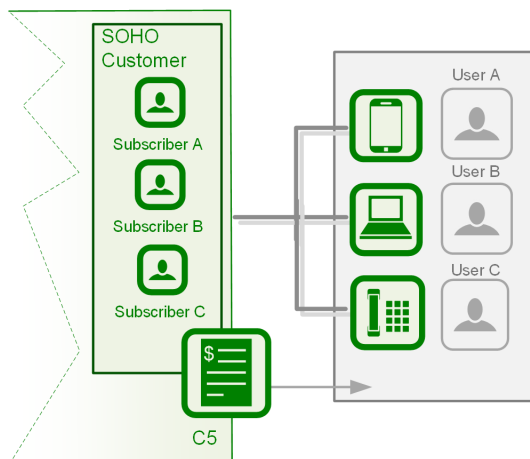 SOHO
Customer
Subscriber A
Subscriber B
Subscriber C
$
C5
User A
User B
User C